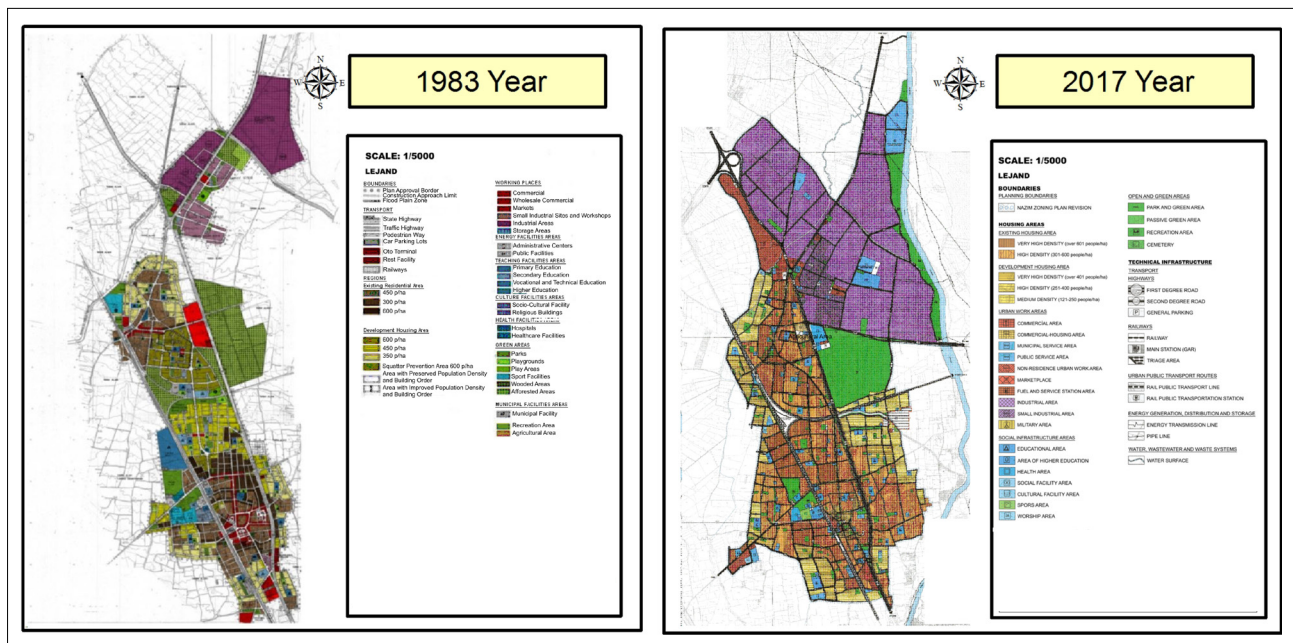 1983 Year
N
W
E
S
SCALE: 1/5000
LEJAND
BOUNDARIES
Plan Approval Border
Construction Approach Limit
Flood Plain Zone
TRANSPORT
State Highway
Traffic Highway
Pedestrian Way
Car Parking Lots
Oto Terminal
Rest Facility
Railways
REGIONS
Existing Residential Area
450 p/ha
300 p/ha
600 p/ha
Development Housing Area
600 p/ha
450 p/ha
350 p/ha
Squatter Prevention Area 600 p/ha
Area with Preserved Population Density
and Building Order
Area with Improved Population Density
and Building Order
WORKING PLACES
Commercial
Wholesale Commercial
Markets
Small Industrial Sites and Workshops
Industrial Areas
Storage Areas
ENERGY FACILITIES AREAS
Administrative Centers
Public Facilities
TEACHING FACILITIES AREAS
Primary Education
Secondary Education
Vocational and Technical Education
Higher Education
CULTURE FACILITIES AREAS
Socio-Cultural Facility
Religious Buildings
HEALTH FACILITIES
Hospitels
Healthcare Facilities
GREEN AREAS
Parks
Playgrounds
Play Areas
Sport Facilities
Wooded Areas
Afforested Areas
MUNICIPAL FACILITIES AREAS
Municipal Facility
Recreation Area
Agricultural Area
2017 Year
N
W
E
S
SCALE: 1/5000
LEJAND
BOUNDARIES
PLANNING BOUNDARIES
NAZIM ZONING PLAN REVISION
HOUSING AREAS
EXISTING HOUSING AREA
VERY HIGH DENSITY (over 601 people/ha)
HIGH DENSITY (301-600 people/ha)
DEVELOPMENT HOUSING AREA
VERY HIGH DENSITY (over 401 people/ha)
HIGH DENSITY (251-400 people/ha)
MEDIUM DENSITY (121-250 people/ha)
URBAN WORK AREAS
COMMERCIAL AREA
COMMERCIAL-HOUSING AREA
MUNICIPAL SERVICE AREA
PUBLIC SERVICE AREA
NON-RESIDENCE URBAN WORK AREA
MARKETPLACE
FUEL AND SERVICE STATION AREA
INDUSTRIAL AREA
SMALL INDUSTRIAL AREA
MILITARY AREA
SOCIAL INFRASTRUCTURE AREAS
EDUCATIONAL AREA
AREA OF HIGHER EDUCATION
HEALTH AREA
SOCIAL FACILITY AREA
CULTURAL FACILITY AREA
SPORS AREA
WORSHIP AREA
OPEN AND GREEN AREAS
PARK AND GREEN AREA
PASSIVE GREEN AREA
RECREATION AREA
CEMETERY
TECHNICAL INFRASTRUCTURE
TRANSPORT
HIGHWAYS
FIRST DEGREE ROAD
SECOND DEGREE ROAD
P GENERAL PARKING
RAILWAYS
RAILWAY
MAIN STATION (GAR)
TRIAGE AREA
URBAN PUBLIC TRANSPORT ROUTES
RAIL PUBLIC TRANSPORT LINE
RAIL PUBLIC TRANSPORTATION STATION
ENERGY GENERATION, DISTRIBUTION AND STORAGE
ENERGY TRANSMISSION LINE
PIPE LINE
WATER, WASTEWATER AND WASTE SYSTEMS
WATER SURFACE